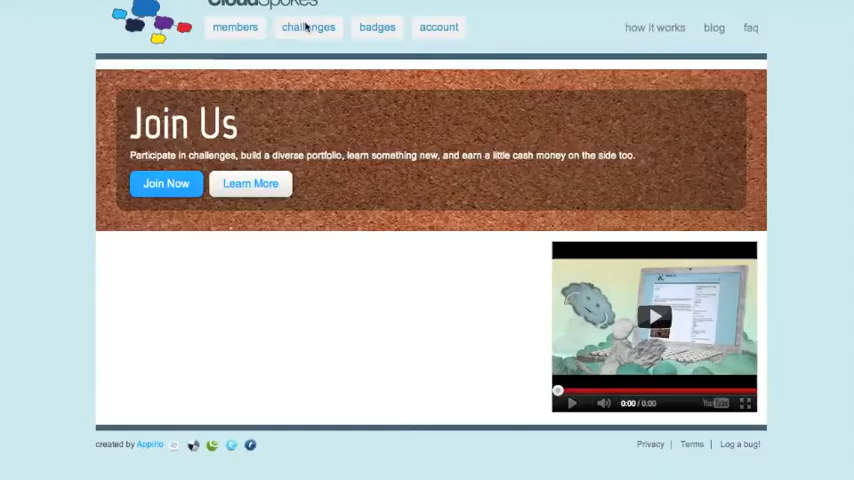 CloudSpokes
members challenges badges account how it works blog faq
Join Us
Participate in challenges, build a diverse portfolio, learn something new, and earn a little cash money on the side too.
Join Now Learn More
0:00 / 0:00 YouTube
created by Appirio Privacy | Terms | Log a bug!